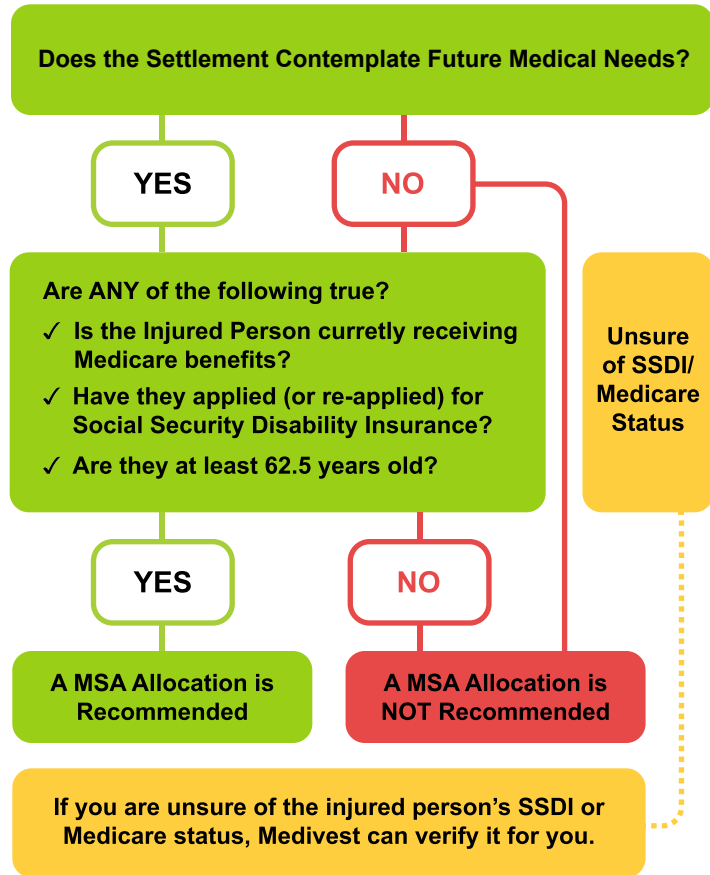 Does the Settlement Contemplate Future Medical Needs?
YES
NO
Are ANY of the following true?
✓ Is the Injured Person curretly receiving
Medicare benefits?
✓ Have they applied (or re-applied) for
Social Security Disability Insurance?
✓ Are they at least 62.5 years old?
Unsure
of SSDI/
Medicare
Status
YES
NO
A MSA Allocation is
Recommended
A MSA Allocation is
NOT Recommended
If you are unsure of the injured person’s SSDI or
Medicare status, Medivest can verify it for you.